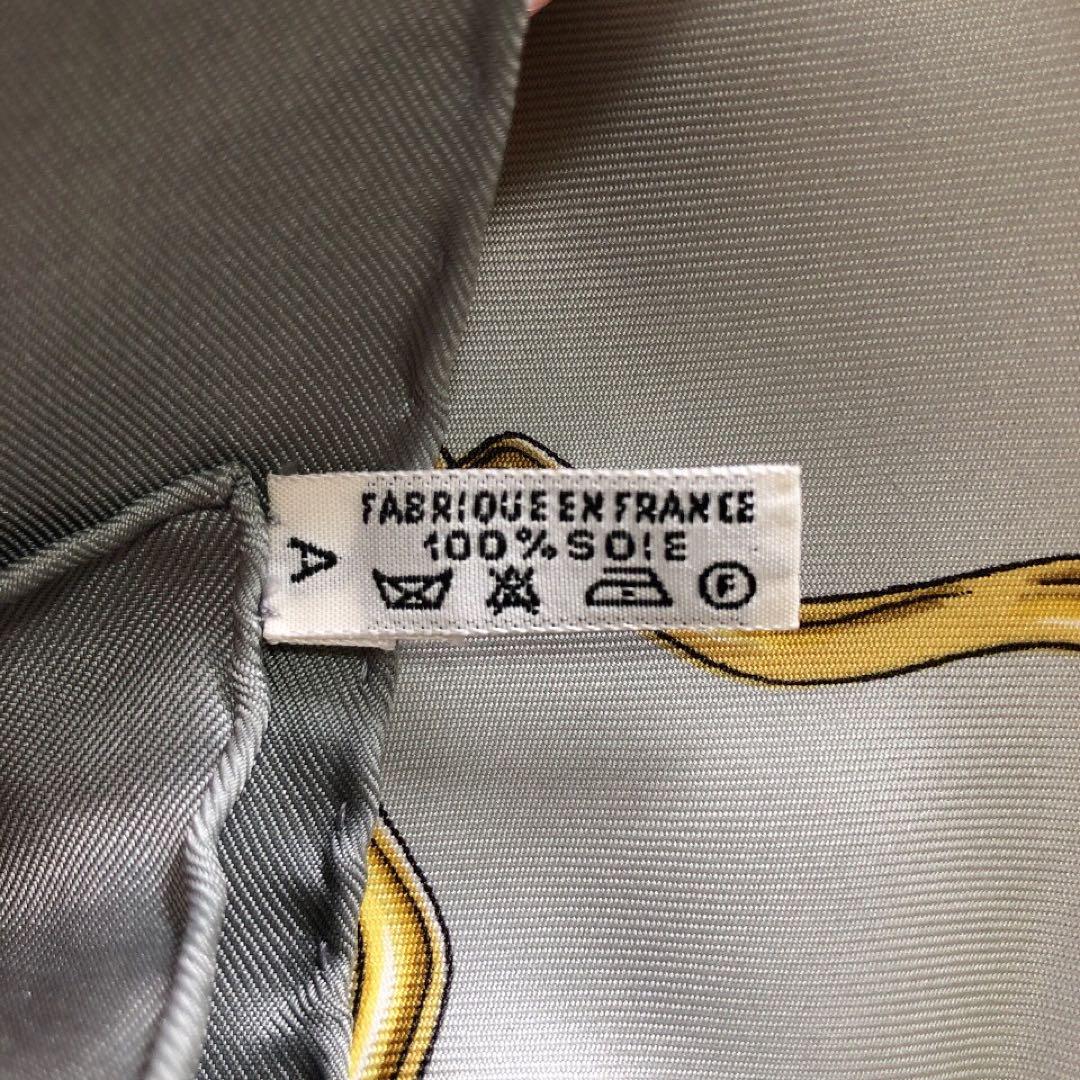 FABRIQUE EN FRANCE
100% SOIE
A
F